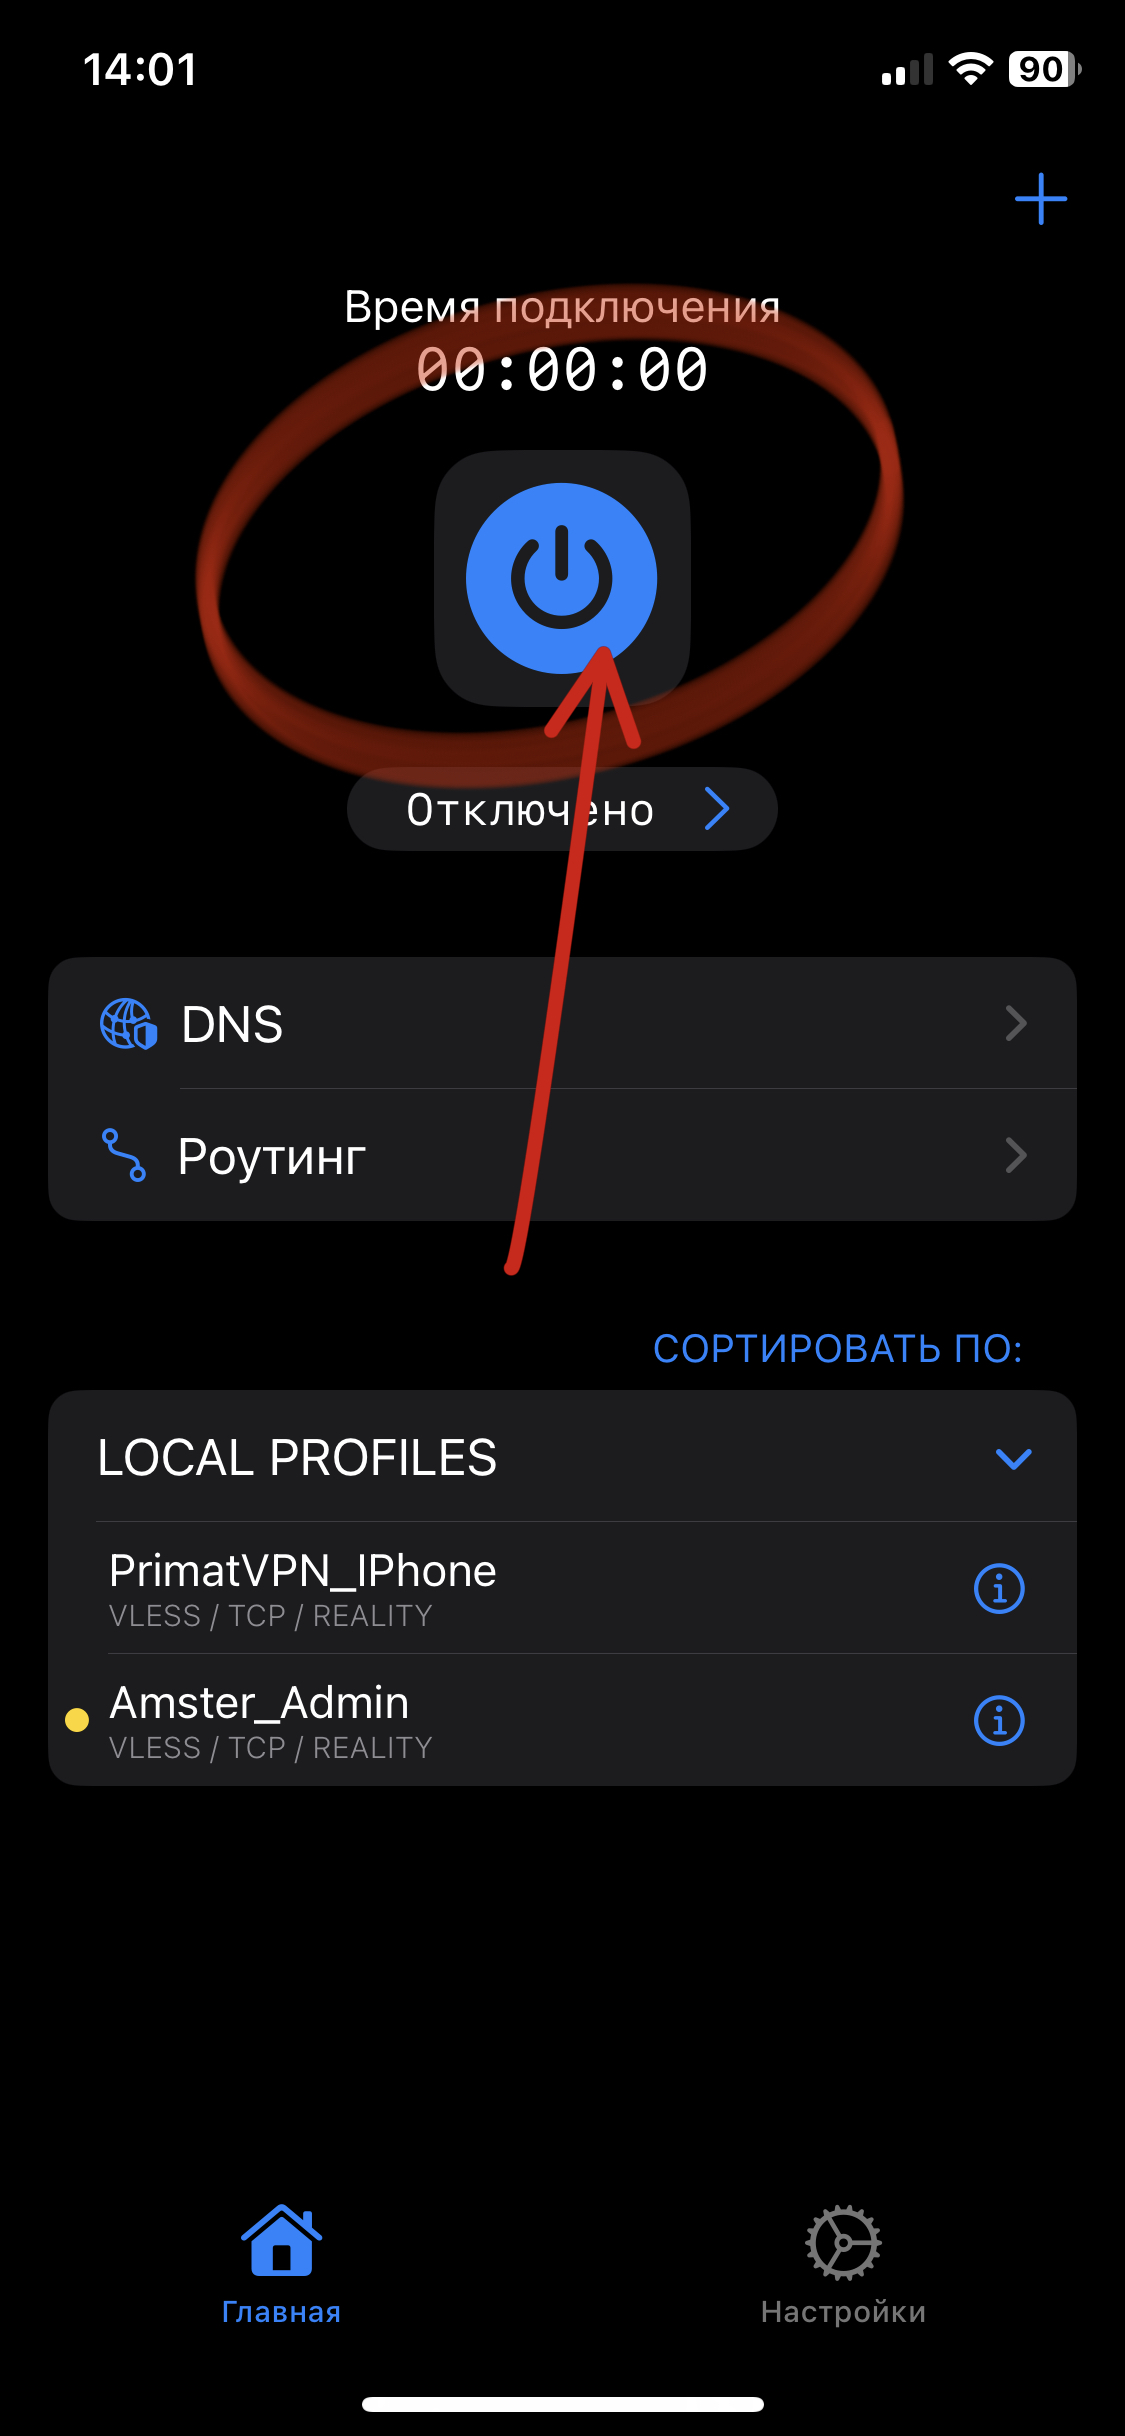 14:01
90
Время подключения
00:00:00
Отключено
DNS
Роутинг
СОРТИРОВАТЬ ПО:
LOCAL PROFILES
PrimatVPN_IPhone
VLESS / TCP / REALITY
Amster_Admin
VLESS / TCP / REALITY
Главная
Настройки